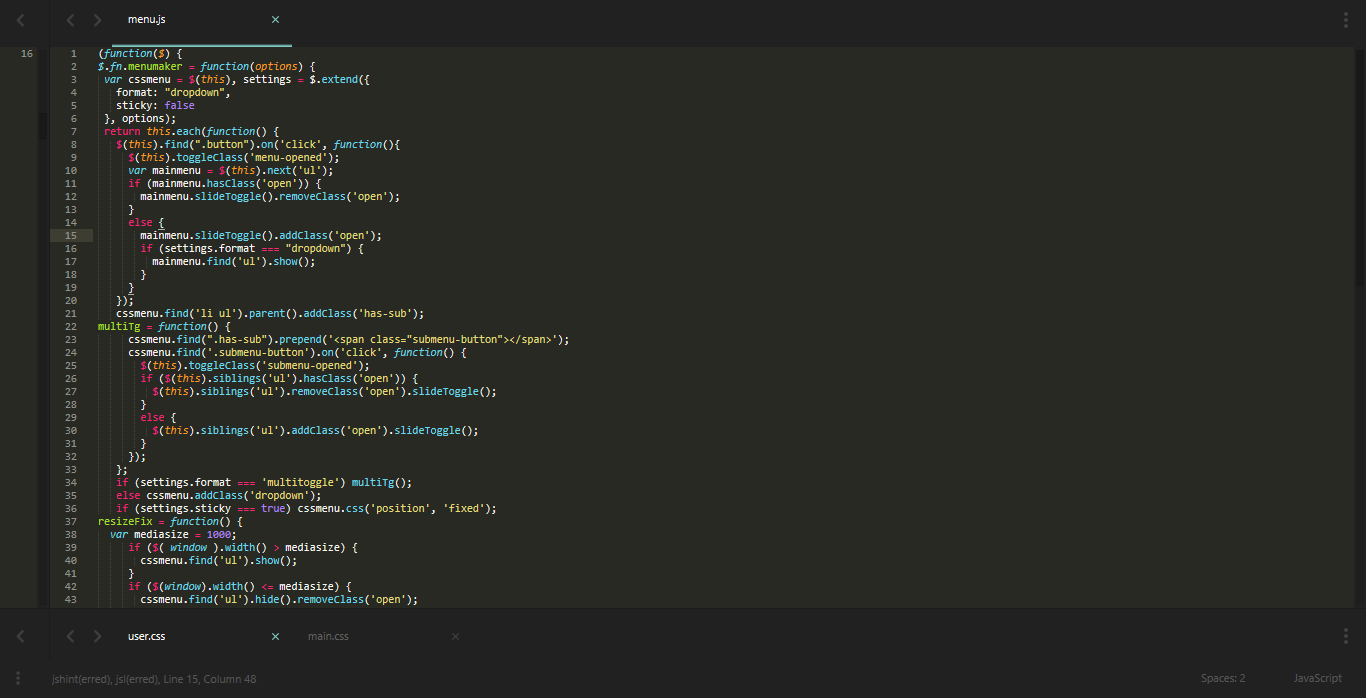 menu.js ×
16
1 (function($) {
2 $.fn.menumaker = function(options) {
3 var cssmenu = $(this), settings = $.extend({
4 format: "dropdown",
5 sticky: false
6 }, options);
7 return this.each(function() {
8 $(this).find(".button").on('click', function(){
9 $(this).toggleClass('menu-opened');
10 var mainmenu = $(this).next('ul');
11 if (mainmenu.hasClass('open')) {
12 mainmenu.slideToggle().removeClass('open');
13 }
14 else {
15 mainmenu.slideToggle().addClass('open');
16 if (settings.format === "dropdown") {
17 mainmenu.find('ul').show();
18 }
19 }
20 });
21 cssmenu.find('li ul').parent().addClass('has-sub');
22 multiTg = function() {
23 cssmenu.find(".has-sub").prepend('<span class="submenu-button"></span>');
24 cssmenu.find('.submenu-button').on('click', function() {
25 $(this).toggleClass('submenu-opened');
26 if ($(this).siblings('ul').hasClass('open')) {
27 $(this).siblings('ul').removeClass('open').slideToggle();
28 }
29 else {
30 $(this).siblings('ul').addClass('open').slideToggle();
31 }
32 });
33 };
34 if (settings.format === 'multitoggle') multiTg();
35 else cssmenu.addClass('dropdown');
36 if (settings.sticky === true) cssmenu.css('position', 'fixed');
37 resizeFix = function() {
38 var mediasize = 1000;
39 if ($( window ).width() > mediasize) {
40 cssmenu.find('ul').show();
41 }
42 if ($(window).width() <= mediasize) {
43 cssmenu.find('ul').hide().removeClass('open');
user.css × main.css ×
jshint(erred), jsl(erred), Line 15, Column 48 Spaces: 2 JavaScript